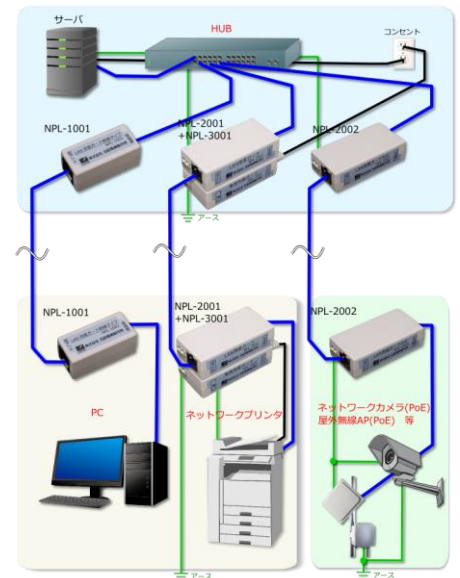 サーバ
HUB
コンセント
NPL-1001
NPL-2001
+NPL-3001
NPL-2002
アース
NPL-1001
NPL-2001
+NPL-3001
NPL-2002
PC
ネットワークプリンタ
ネットワークカメラ(PoE)
屋外無線AP(PoE) 等
アース
アース